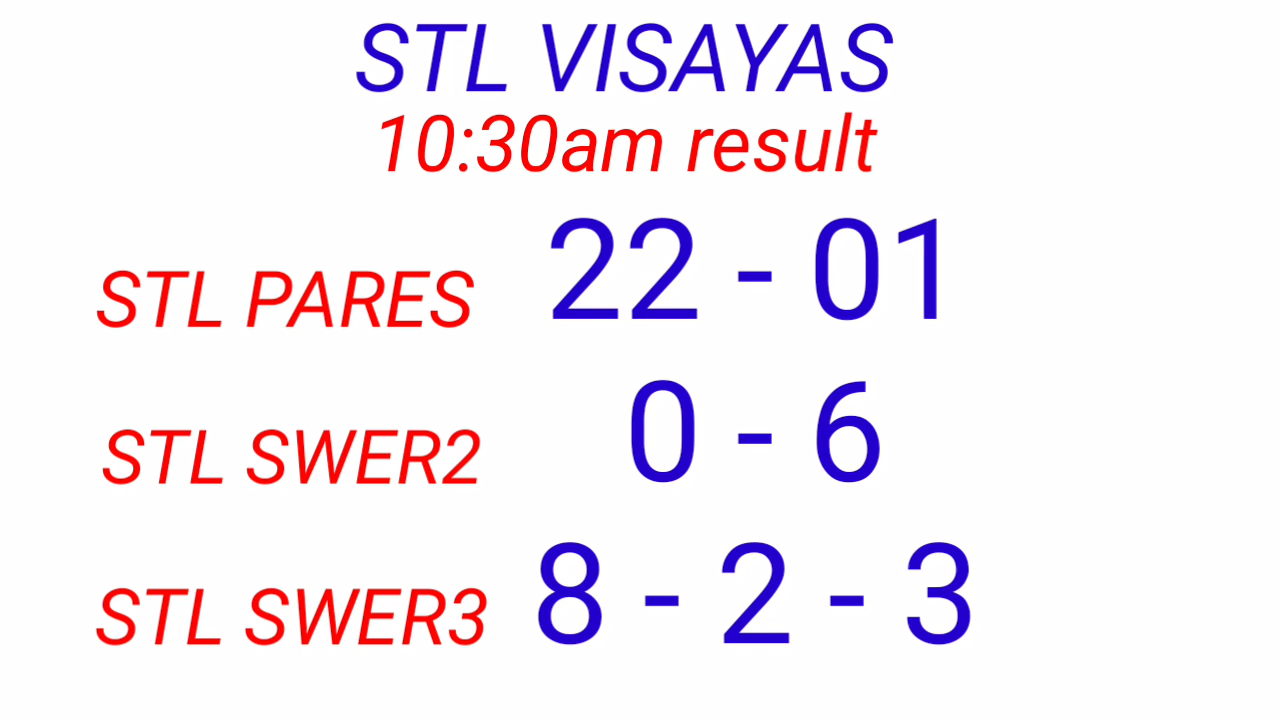 STL VISAYAS
10:30am result
STL PARES 22 - 01
STL SWER2 0 - 6
STL SWER3 8 - 2 - 3